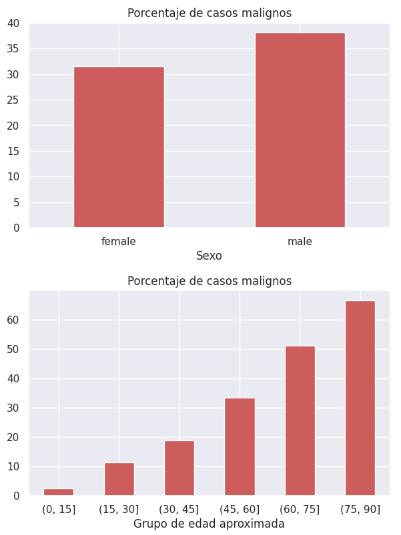 Porcentaje de casos malignos
40
35
30
25
20
15
10
5
0
female male
Sexo
Porcentaje de casos malignos
60
50
40
30
20
10
0
(0, 15] (15, 30] (30, 45] (45, 60] (60, 75] (75, 90]
Grupo de edad aproximada